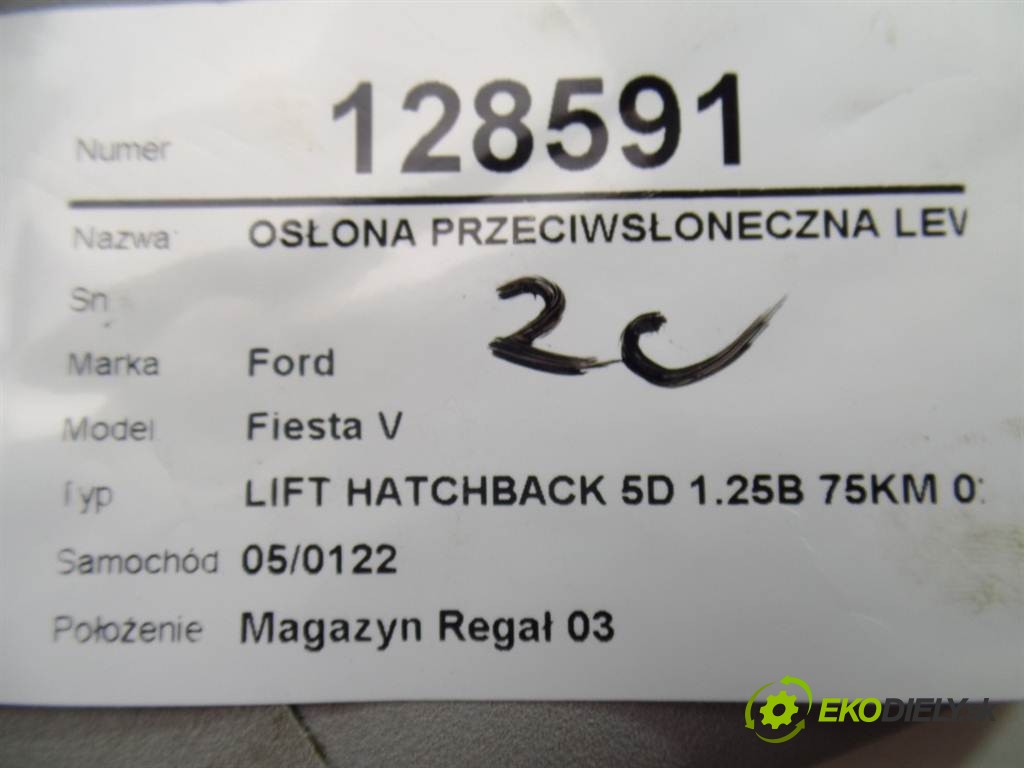 Numer 128591
Nazwa OSŁONA PRZECIWSŁONECZNA LEW
Sn
2C
Marka Ford
Model Fiesta V
Typ LIFT HATCHBACK 5D 1.25B 75KM
Samochód 05/0122
Położenie Magazyn Regał 03
EKODIELY